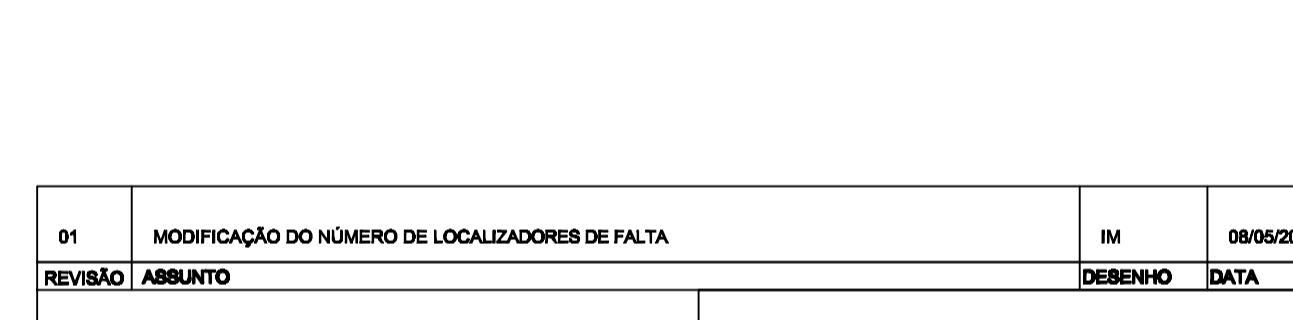 01 MODIFICAÇÃO DO NÚMERO DE LOCALIZADORES DE FALTA IM
REVISÃO ASSUNTO DESENHO DATA